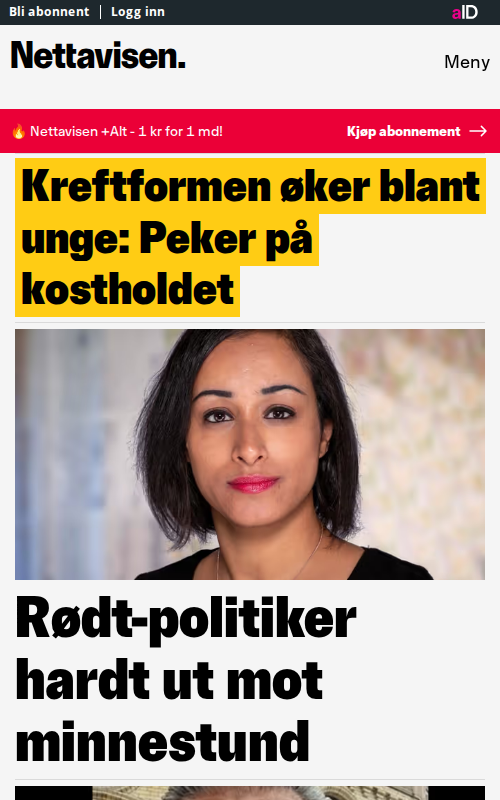 Bli abonnent | Logg inn
aID
Nettavisen.
Meny
🔥 Nettavisen +Alt - 1 kr for 1 md!
Kjøp abonnement →
Kreftformen øker blant
unge: Peker på
kostholdet
Rødt-politiker
hardt ut mot
minnestund